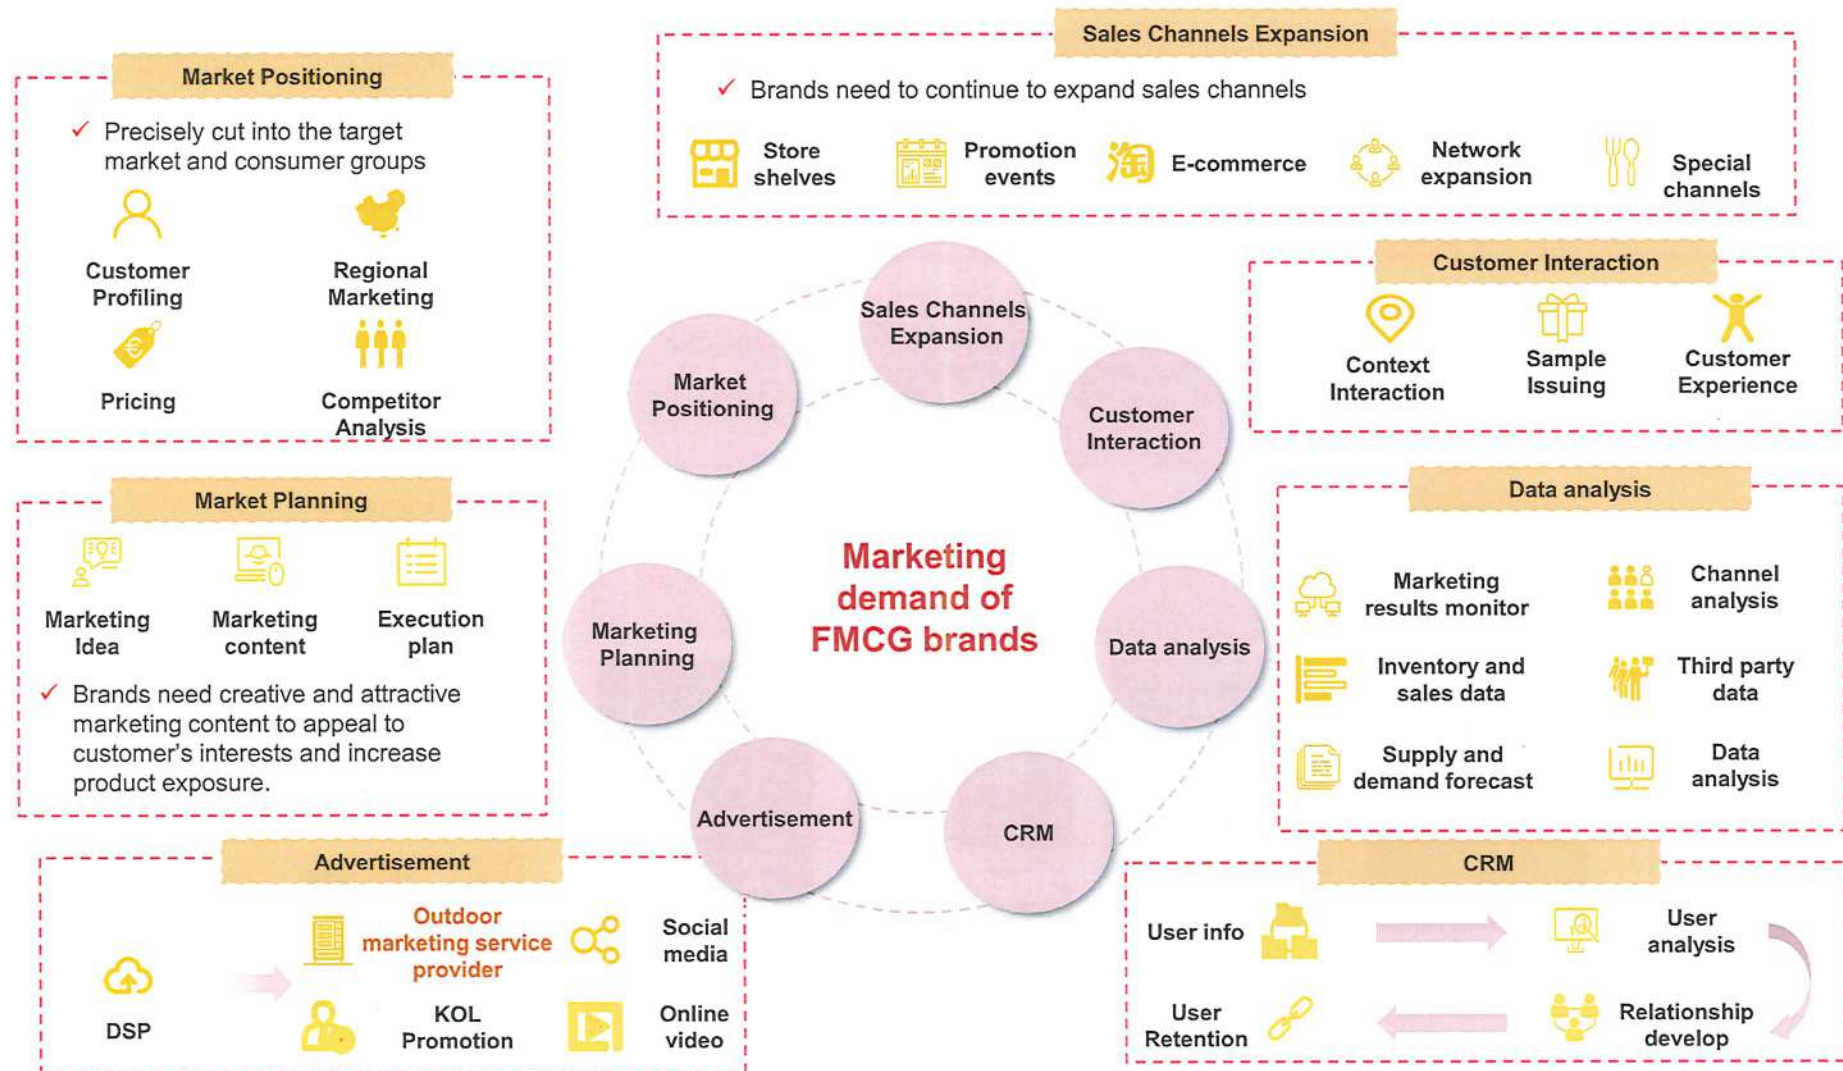 Sales Channels Expansion
✓ Brands need to continue to expand sales channels
Store
shelves
Promotion
events
淘
E-commerce
Network
expansion
Special
channels
Market Positioning
✓ Precisely cut into the target
market and consumer groups
Customer
Profiling
Regional
Marketing
€
Pricing
Competitor
Analysis
Market Planning
Marketing
Idea
Marketing
content
Execution
plan
✓ Brands need creative and attractive
marketing content to appeal to
customer's interests and increase
product exposure.
Advertisement
DSP
Outdoor
marketing service
provider
Social
media
KOL
Promotion
Online
video
Marketing
demand of
FMCG brands
Sales Channels
Expansion
Customer
Interaction
Data analysis
CRM
Advertisement
Marketing
Planning
Market
Positioning
Customer Interaction
Context
Interaction
Sample
Issuing
Customer
Experience
Data analysis
Marketing
results monitor
Channel
analysis
Inventory and
sales data
Third party
data
Supply and
demand forecast
Data
analysis
CRM
User info
User
analysis
User
Retention
Relationship
develop